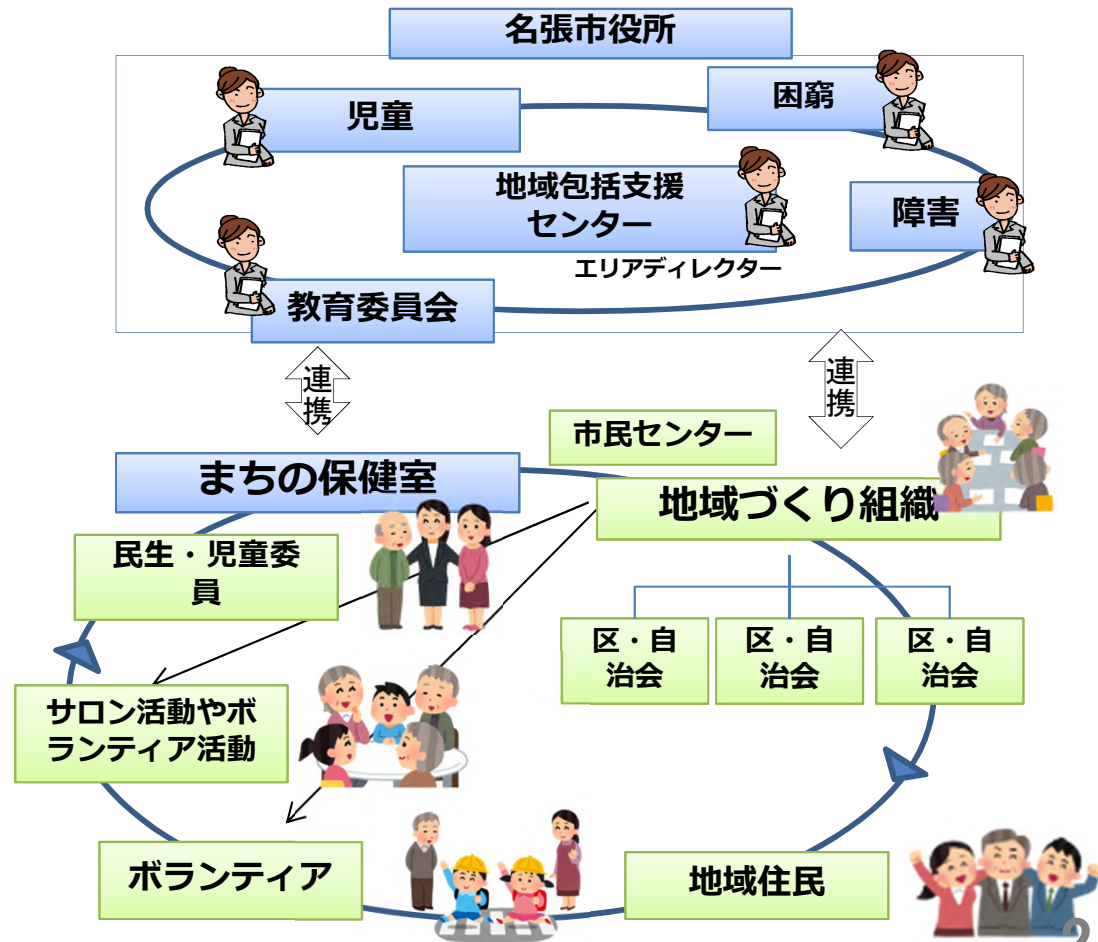 名張市役所
児童
困窮
地域包括支援
センター
障害
エリアディレクター
教育委員会
連
携
連
携
市民センター
まちの保健室
地域づくり組織
民生・児童委
員
区・自
治会
区・自
治会
区・自
治会
サロン活動やボ
ランティア活動
ボランティア
地域住民